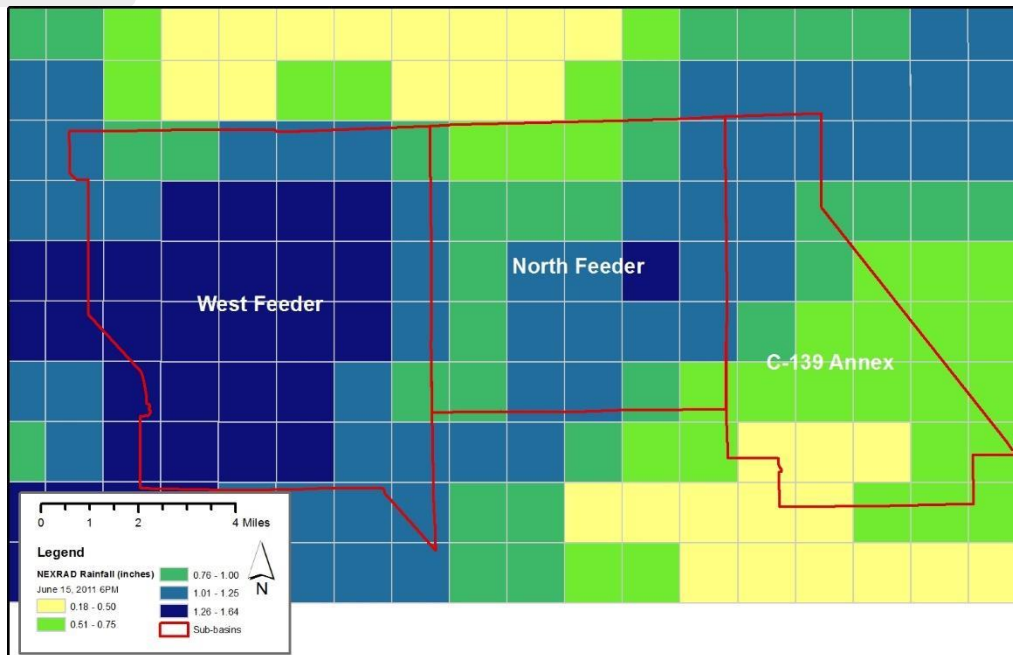 West Feeder
North Feeder
C-139 Annex
0 1 2 4 Miles
Legend
NEXRAD Rainfall (inches)
June 15, 2011 6PM
0.18 - 0.50
0.51 - 0.75
0.76 - 1.00
1.01 - 1.25
1.26 - 1.64
Sub-basins
N